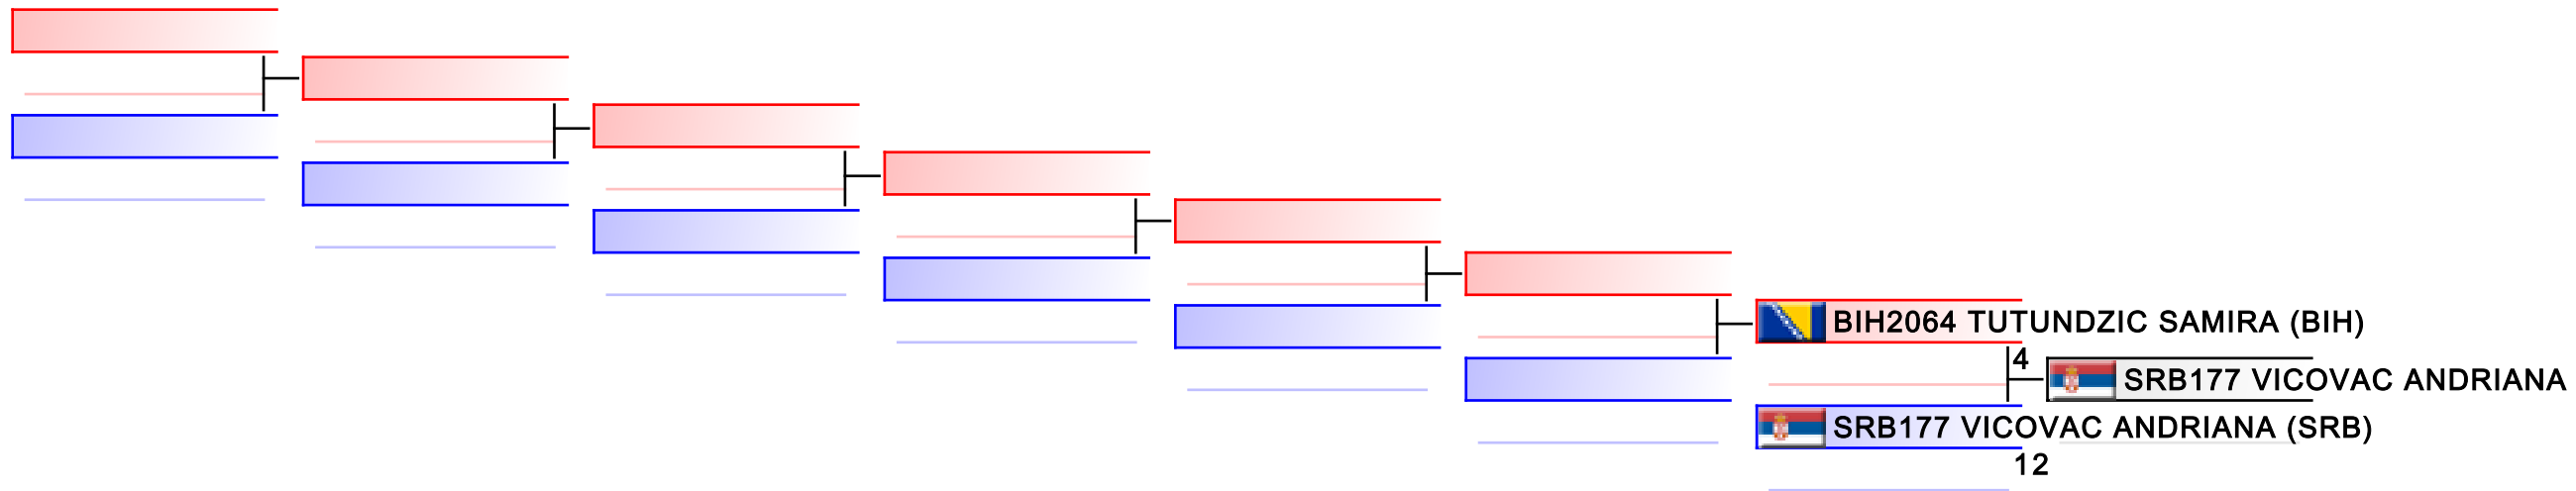 BIH2064 TUTUNDZIC SAMIRA (BIH)
4
SRB177 VICOVAC ANDRIANA
SRB177 VICOVAC ANDRIANA (SRB)
12